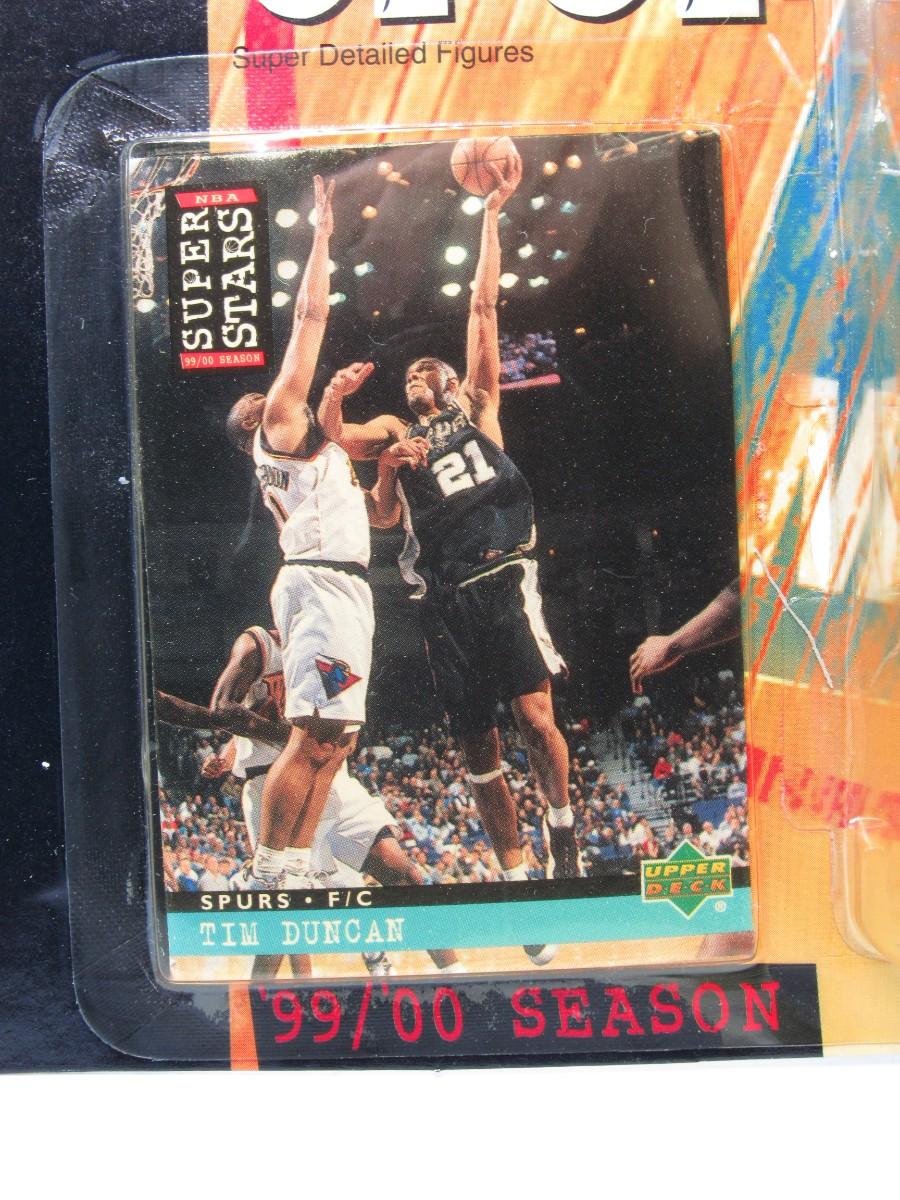 Super Detailed Figures
NBA
SUPER
STARS
99/00 SEASON
21
SPURS • F/C
TIM DUNCAN
UPPER
DECK
®
'99/'00 SEASON